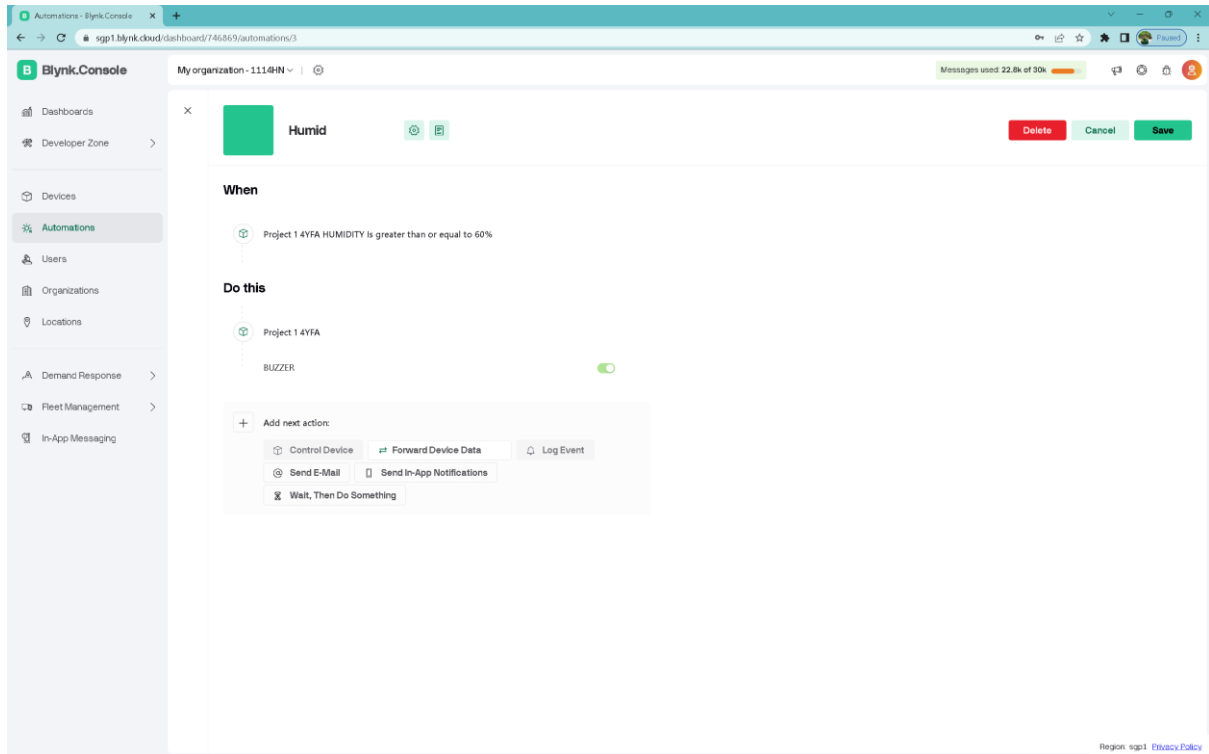 Automations - Blynk.Console
sgp1.blynk.cloud/dashboard/746869/automations/3
Paused
B Blynk.Console
My organization - 1114HN
Messages used: 22.8k of 30k
Dashboards
Developer Zone
Devices
Automations
Users
Organizations
Locations
Demand Response
Fleet Management
In-App Messaging
Humid
Delete Cancel Save
When
Project 1 4YFA HUMIDITY Is greater than or equal to 60%
Do this
Project 1 4YFA
BUZZER
Add next action:
Control Device Forward Device Data Log Event
Send E-Mail Send In-App Notifications
Wait, Then Do Something
Region: sgp1 Privacy Policy